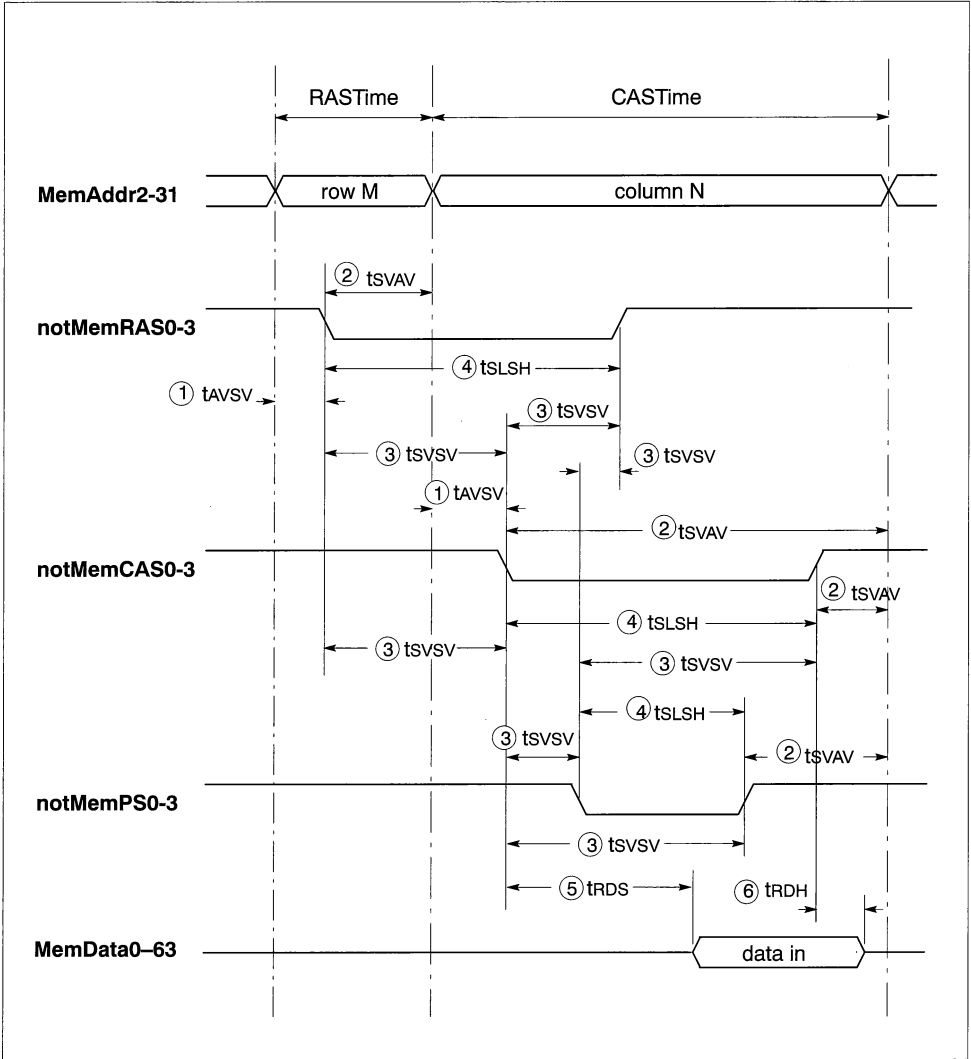 RASTime
CASTime
MemAddr2-31
row M
column N
② tSVAV
notMemRAS0-3
④ tSLSH
① tAVSV
③ tSVSV
③ tSVSV
③ tSVSV
① tAVSV
② tSVAV
notMemCAS0-3
② tSVAV
④ tSLSH
③ tSVSV
③ tSVSV
④ tSLSH
③ tSVSV
② tSVAV
notMemPS0-3
③ tSVSV
⑤ tRDS
⑥ tRDH
MemData0–63
data in